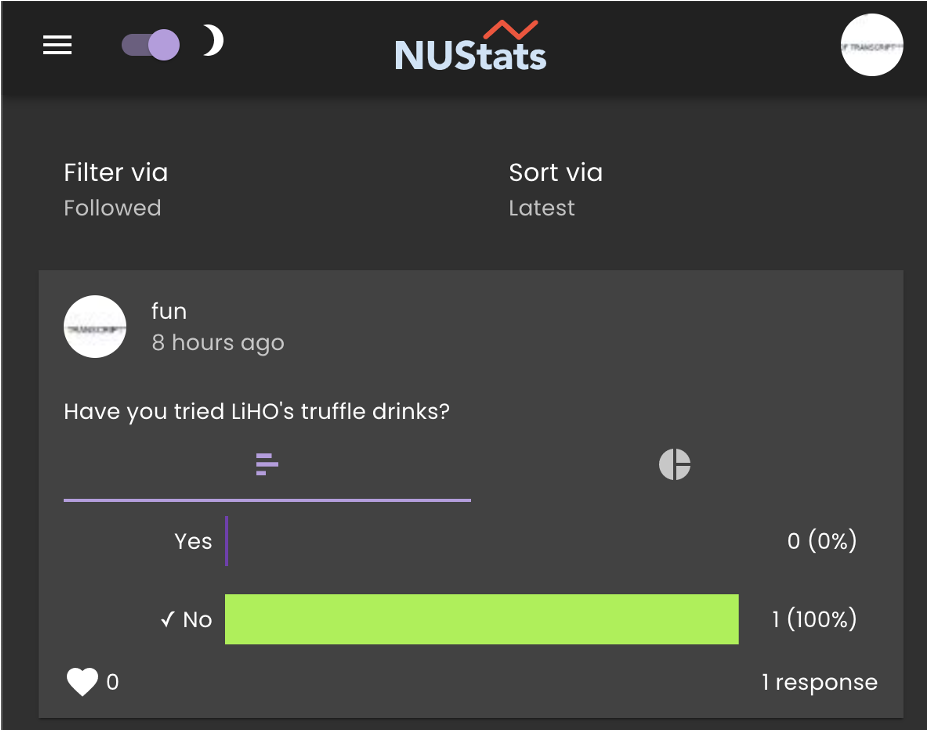 NUStats
Filter via
Followed
Sort via
Latest
fun
8 hours ago
Have you tried LiHO's truffle drinks?
Yes
0 (0%)
✓ No
1 (100%)
0
1 response